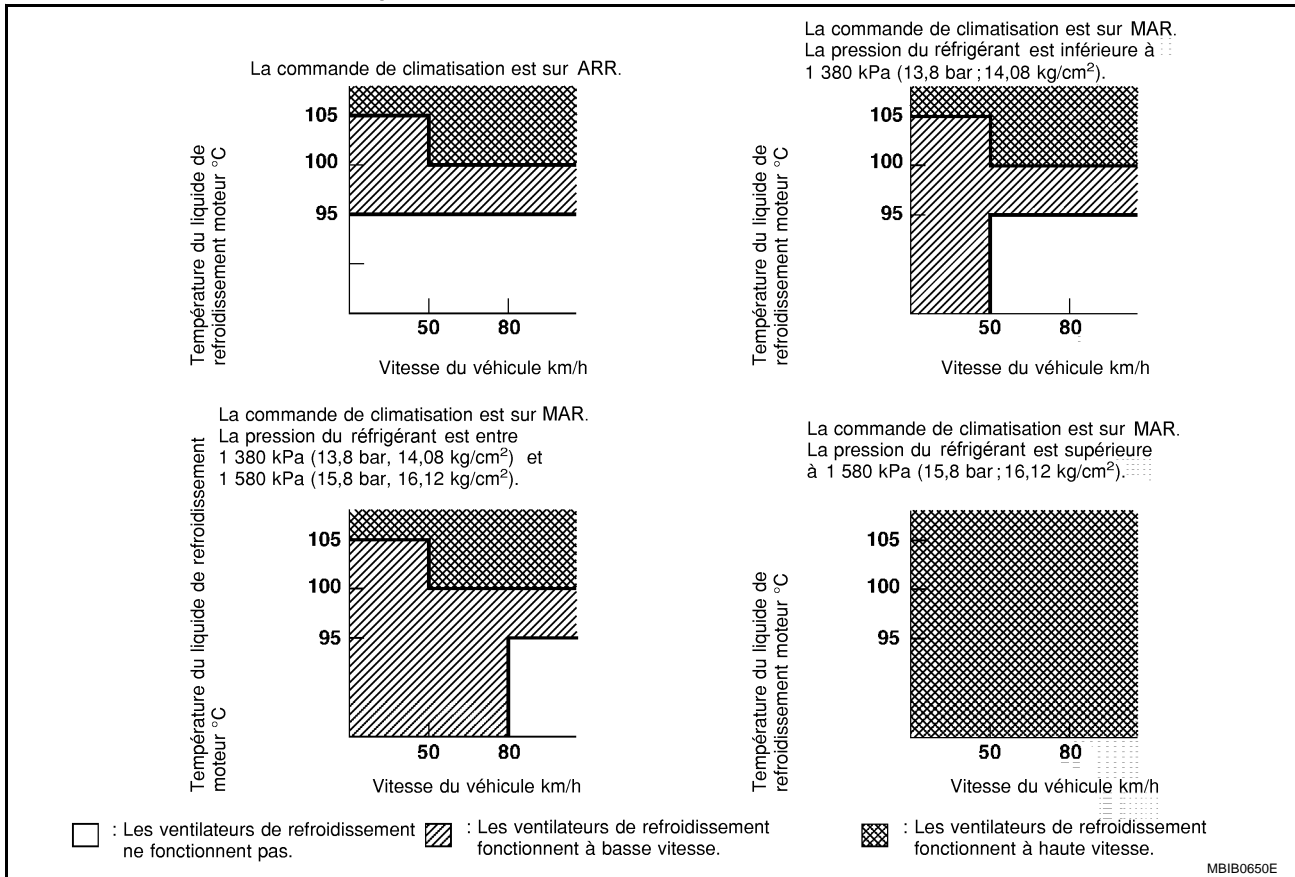 La commande de climatisation est sur ARR.
105
100
95
50 80
Température du liquide de
refroidissement moteur °C
Vitesse du véhicule km/h
La commande de climatisation est sur MAR.
La pression du réfrigérant est inférieure à
1 380 kPa (13,8 bar ; 14,08 kg/cm²).
105
100
95
50 80
Température du liquide de
refroidissement moteur °C
Vitesse du véhicule km/h
La commande de climatisation est sur MAR.
La pression du réfrigérant est entre
1 380 kPa (13,8 bar, 14,08 kg/cm²) et
1 580 kPa (15,8 bar, 16,12 kg/cm²).
105
100
95
50 80
Température du liquide de refroidissement
moteur °C
Vitesse du véhicule km/h
La commande de climatisation est sur MAR.
La pression du réfrigérant est supérieure
à 1 580 kPa (15,8 bar ; 16,12 kg/cm²).
105
100
95
50 80
Température du liquide de
refroidissement moteur °C
Vitesse du véhicule km/h
: Les ventilateurs de refroidissement
ne fonctionnent pas.
: Les ventilateurs de refroidissement
fonctionnent à basse vitesse.
: Les ventilateurs de refroidissement
fonctionnent à haute vitesse.
MBIB0650E